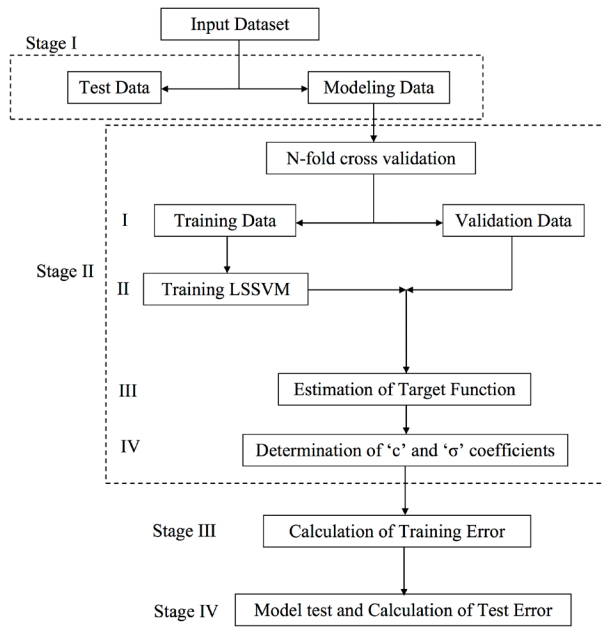 Input Dataset
Stage I
Test Data
Modeling Data
N-fold cross validation
I
Training Data
Validation Data
Stage II
II
Training LSSVM
III
Estimation of Target Function
IV
Determination of ‘c’ and ‘σ’ coefficients
Stage III
Calculation of Training Error
Stage IV
Model test and Calculation of Test Error